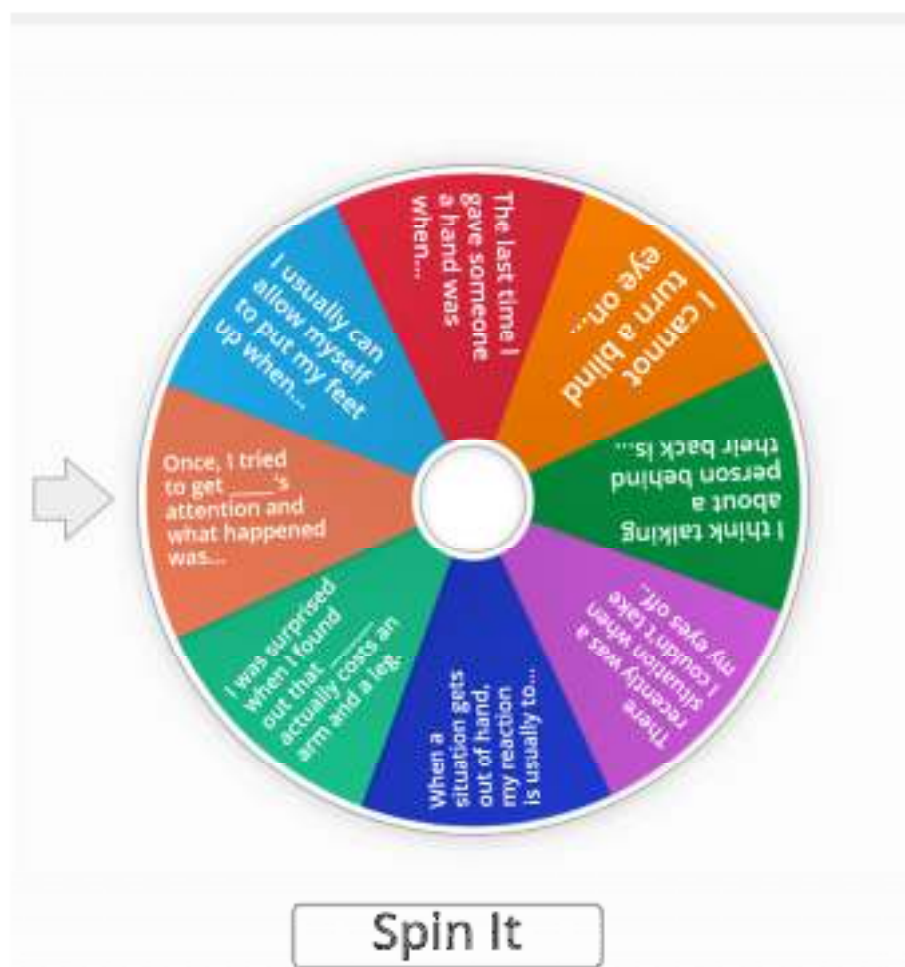 The last time I
gave someone
a hand was
when...
I cannot
turn a blind
eye on...
I think talking
about a
person behind
their back is...
There
recently was a
situation when
I couldn't take
my eyes off...
When a
situation gets
out of hand,
my reaction
is usually to...
I was surprised
when I found
out that _____
actually costs an
arm and a leg.
Once, I tried
to get ____'s
attention and
what happened
was...
I usually can
allow myself
to put my feet
up when...
Spin It